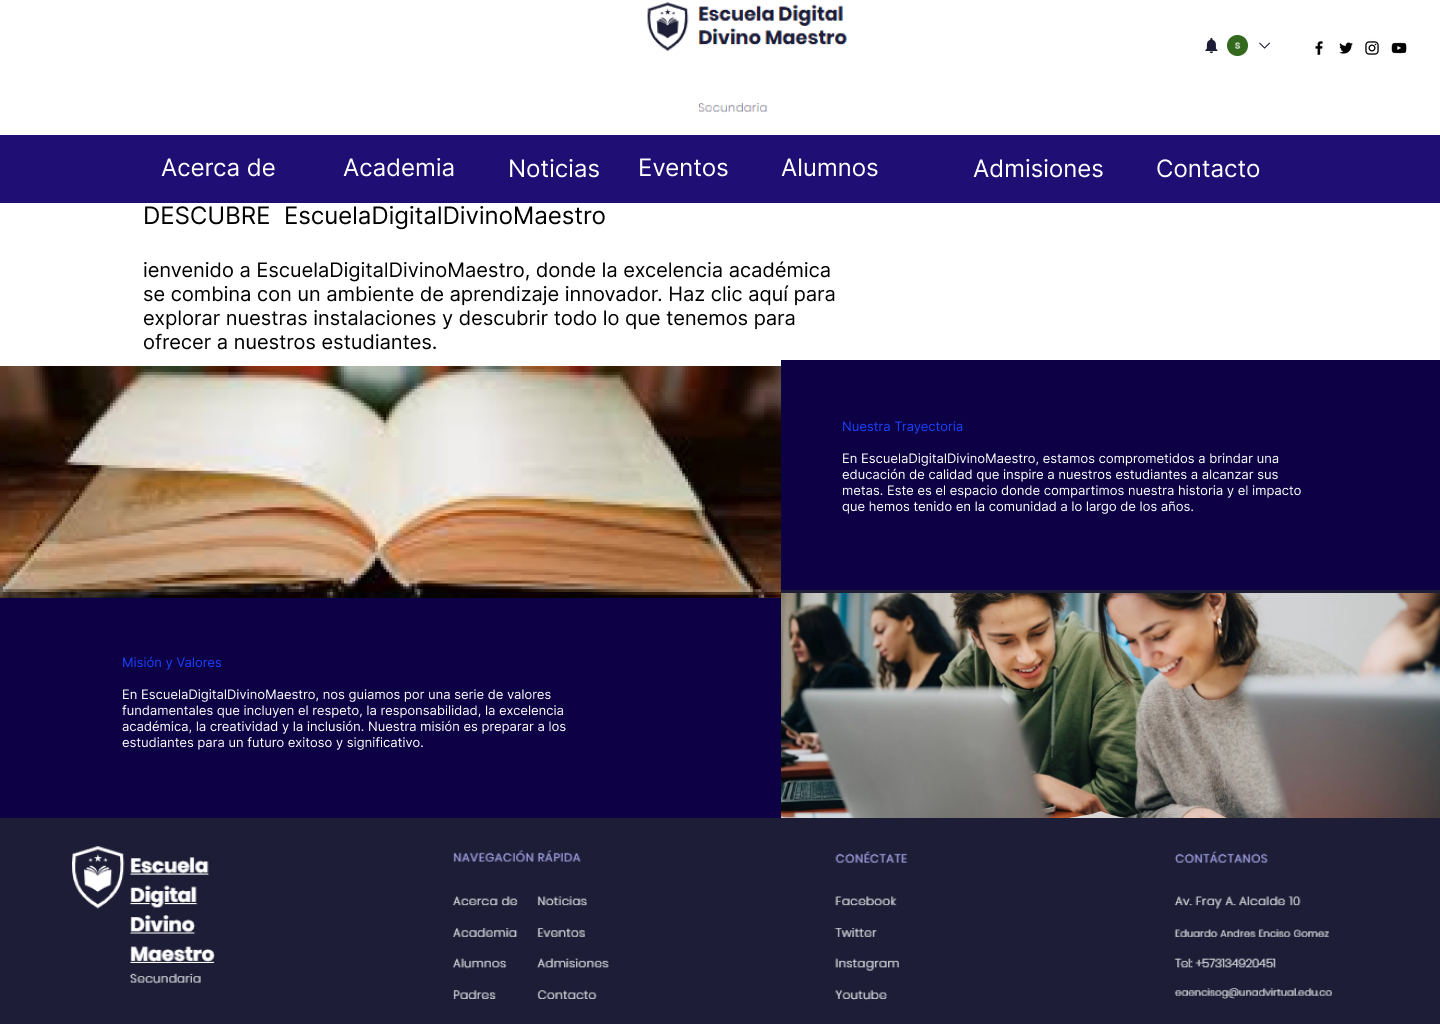 Escuela Digital
Divino Maestro
S
Secundaria
Acerca de
Academia
Noticias
Eventos
Alumnos
Admisiones
Contacto
DESCUBRE  EscuelaDigitalDivinoMaestro
ienvenido a EscuelaDigitalDivinoMaestro, donde la excelencia académica
se combina con un ambiente de aprendizaje innovador. Haz clic aquí para
explorar nuestras instalaciones y descubrir todo lo que tenemos para
ofrecer a nuestros estudiantes.
Nuestra Trayectoria
En EscuelaDigitalDivinoMaestro, estamos comprometidos a brindar una
educación de calidad que inspire a nuestros estudiantes a alcanzar sus
metas. Este es el espacio donde compartimos nuestra historia y el impacto
que hemos tenido en la comunidad a lo largo de los años.
Misión y Valores
En EscuelaDigitalDivinoMaestro, nos guiamos por una serie de valores
fundamentales que incluyen el respeto, la responsabilidad, la excelencia
académica, la creatividad y la inclusión. Nuestra misión es preparar a los
estudiantes para un futuro exitoso y significativo.
Escuela
Digital
Divino
Maestro
Secundaria
NAVEGACIÓN RÁPIDA
Acerca de
Academia
Alumnos
Padres
Noticias
Eventos
Admisiones
Contacto
CONÉCTATE
Facebook
Twitter
Instagram
Youtube
CONTÁCTANOS
Av. Fray A. Alcalde 10
Eduardo Andres Enciso Gomez
Tel: +573134920451
eaencisog@unadvirtual.edu.co